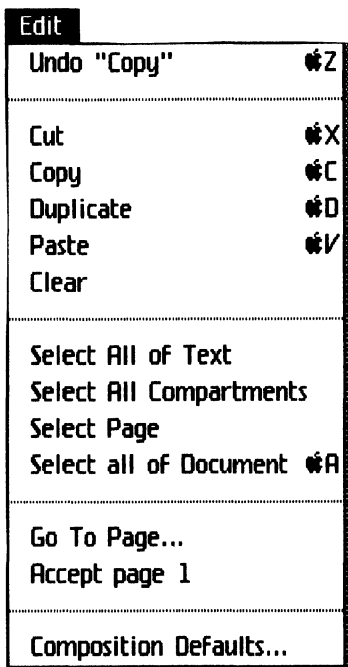 Edit
Undo "Copy" Z
Cut X
Copy C
Duplicate D
Paste V
Clear
Select All of Text
Select All Compartments
Select Page
Select all of Document A
Go To Page...
Accept page 1
Composition Defaults...